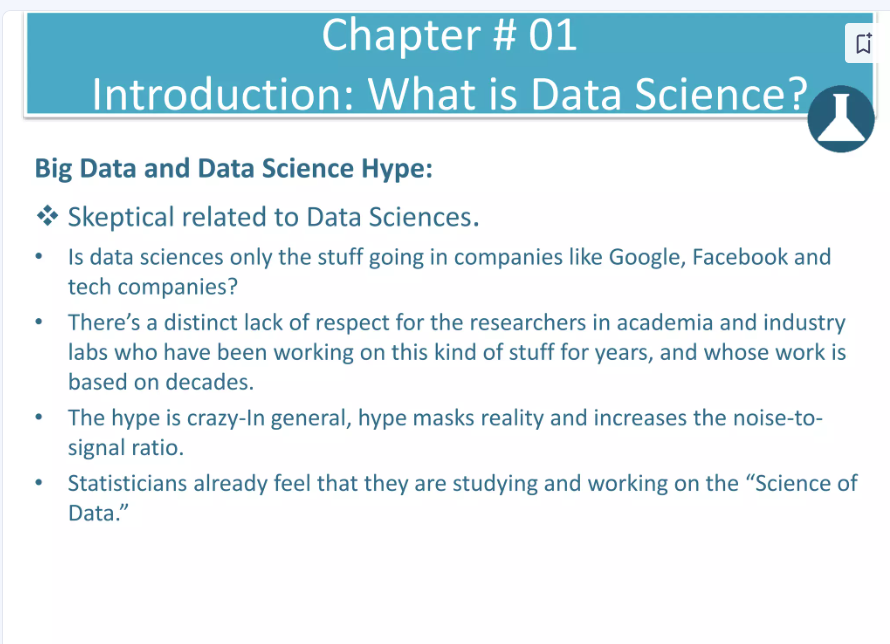 Chapter # 01
Introduction: What is Data Science?
Big Data and Data Science Hype:
❖ Skeptical related to Data Sciences.
• Is data sciences only the stuff going in companies like Google, Facebook and
tech companies?
• There’s a distinct lack of respect for the researchers in academia and industry
labs who have been working on this kind of stuff for years, and whose work is
based on decades.
• The hype is crazy-In general, hype masks reality and increases the noise-to-
signal ratio.
• Statisticians already feel that they are studying and working on the “Science of
Data.”